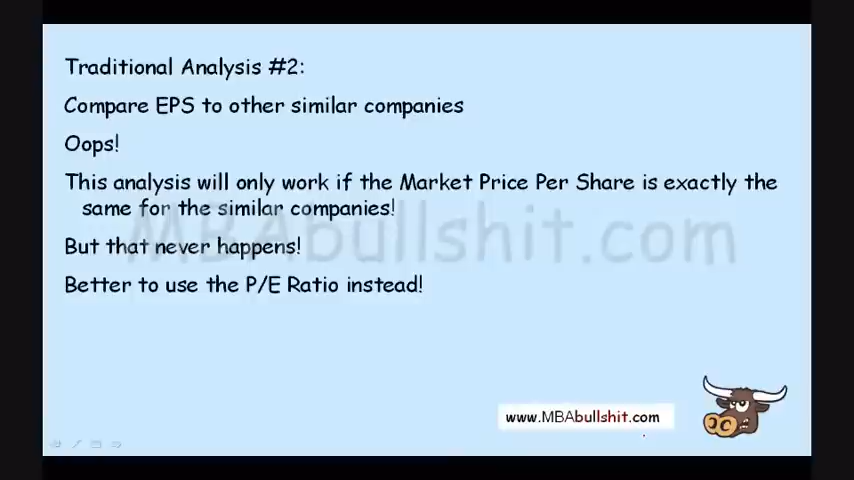 Traditional Analysis #2:
Compare EPS to other similar companies
Oops!
This analysis will only work if the Market Price Per Share is exactly the
same for the similar companies!
MBAbullshit.com
But that never happens!
Better to use the P/E Ratio instead!
www.MBAbullshit.com